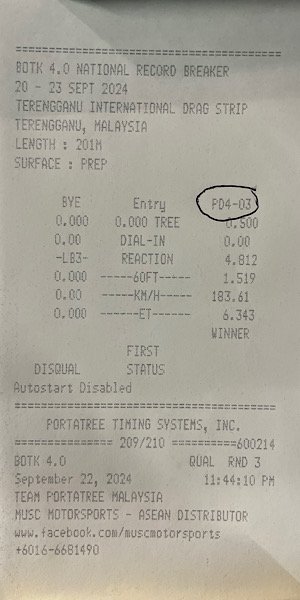 ==================================
BOTK 4.0 NATIONAL RECORD BREAKER
20 - 23 SEPT 2024
TERENGGANU INTERNATIONAL DRAG STRIP
TERENGGANU, MALAYSIA
LENGTH : 201M
SURFACE : PREP
BYE Entry PD4-03
0.000 0.000 TREE 0.500
0.00 DIAL-IN 0.00
-LB3- REACTION 4.812
0.000 ------60FT------ 1.519
0.00 ------KM/H------ 183.61
0.000 -------ET------- 6.343
WINNER
FIRST
DISQUAL STATUS
Autostart Disabled
==================================
PORTATREE TIMING SYSTEMS, INC.
============= 209/210 ==========600214
BOTK 4.0 QUAL RND 3
September 22, 2024 11:44:10 PM
TEAM PORTATREE MALAYSIA
MUSC MOTORSPORTS - ASEAN DISTRIBUTOR
www.facebook.com/muscmotorsports
+6016-6681490